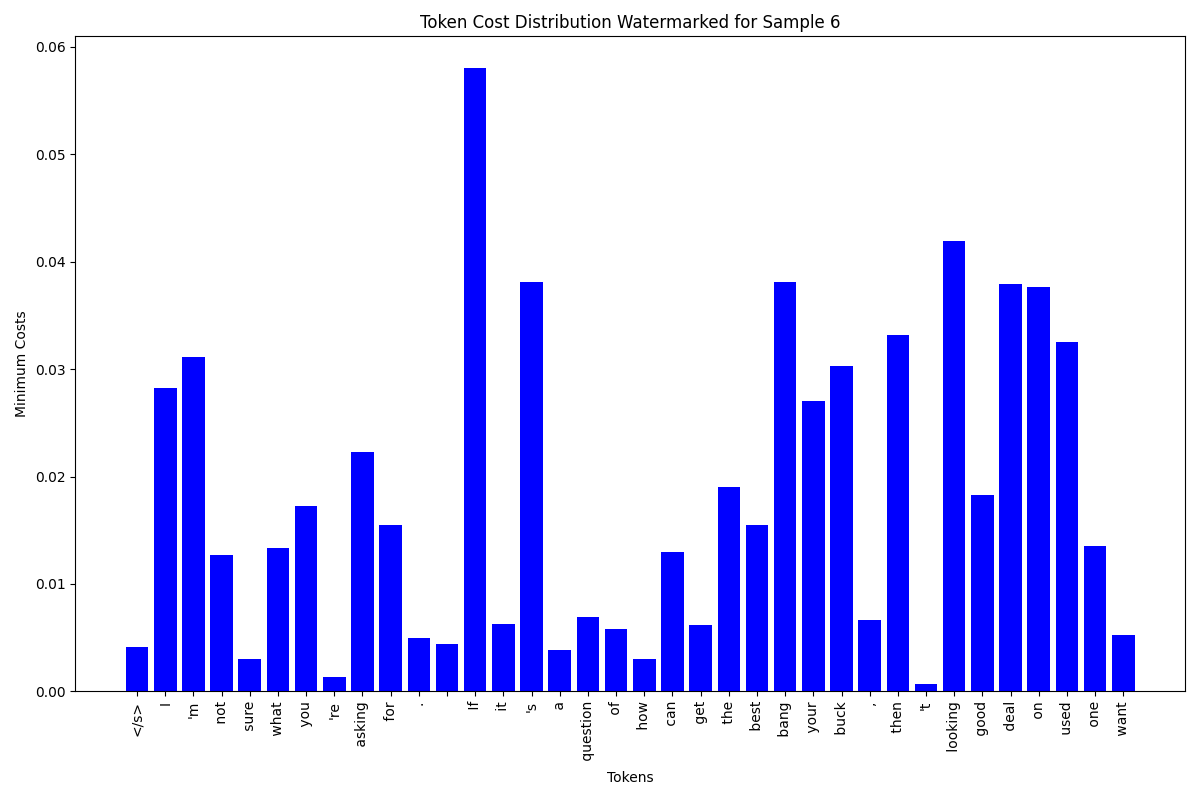 Token Cost Distribution Watermarked for Sample 6
0.06
0.05
0.04
0.03
0.02
0.01
0.00
Minimum Costs
</s>
I
'm
not
sure
what
you
're
asking
for
.
If
it
's
a
question
of
how
can
get
the
best
bang
your
buck
,
then
't
looking
good
deal
on
used
one
want
Tokens